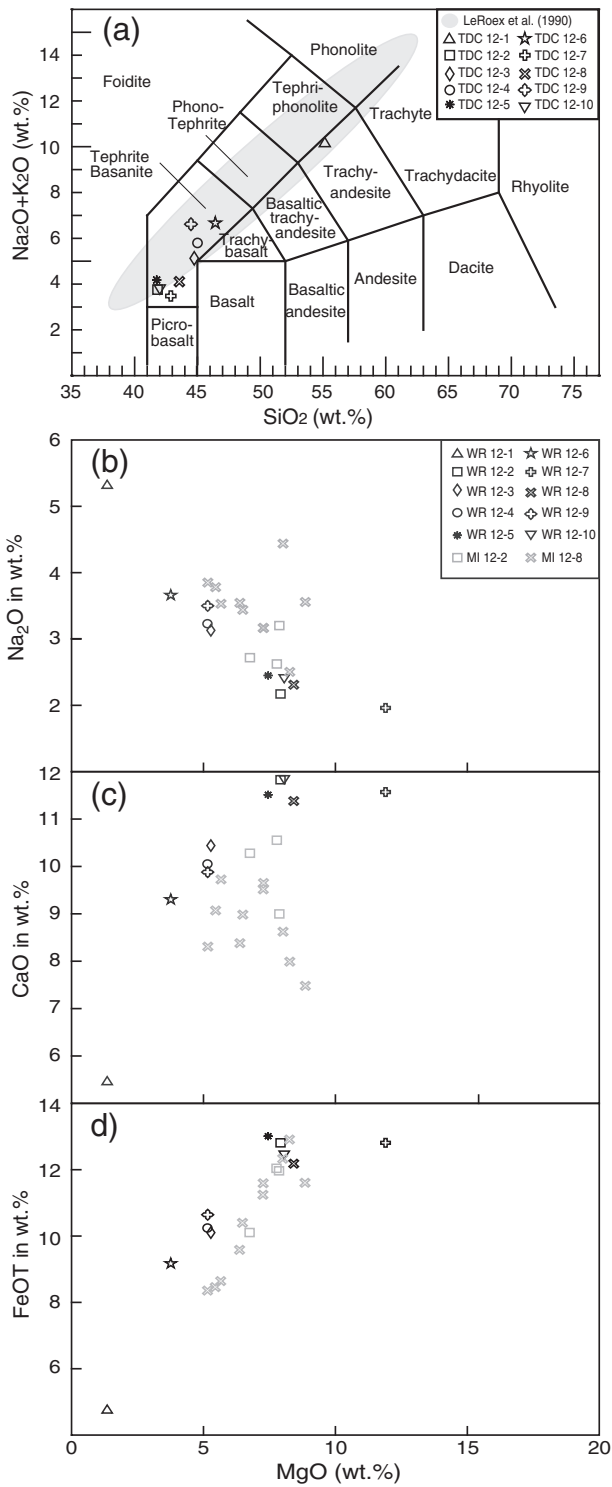 (a)
LeRoex et al. (1990)
TDC 12-1 TDC 12-6
TDC 12-2 TDC 12-7
TDC 12-3 TDC 12-8
TDC 12-4 TDC 12-9
TDC 12-5 TDC 12-10
Phonolite
Foidite
Tephri-
phonolite
Phono-
Tephrite
Trachyte
Tephrite
Basanite
Trachy-
andesite
Trachydacite
Rhyolite
Basaltic
trachy-
andesite
Trachy-
basalt
Basalt
Basaltic
andesite
Andesite
Dacite
Picro-
basalt
14
12
10
8
6
4
2
Na2O+K2O (wt.%)
35 45 50 55 60 65 70 75
SiO2 (wt.%)
(b)
WR 12-1 WR 12-6
WR 12-2 WR 12-7
WR 12-3 WR 12-8
WR 12-4 WR 12-9
WR 12-5 WR 12-10
MI 12-2 MI 12-8
6
5
4
3
2
Na2O in wt.%
(c)
12
11
10
9
8
7
6
5
CaO in wt.%
d)
14
12
10
8
6
FeOT in wt.%
0 5 10 15 20
MgO (wt.%)